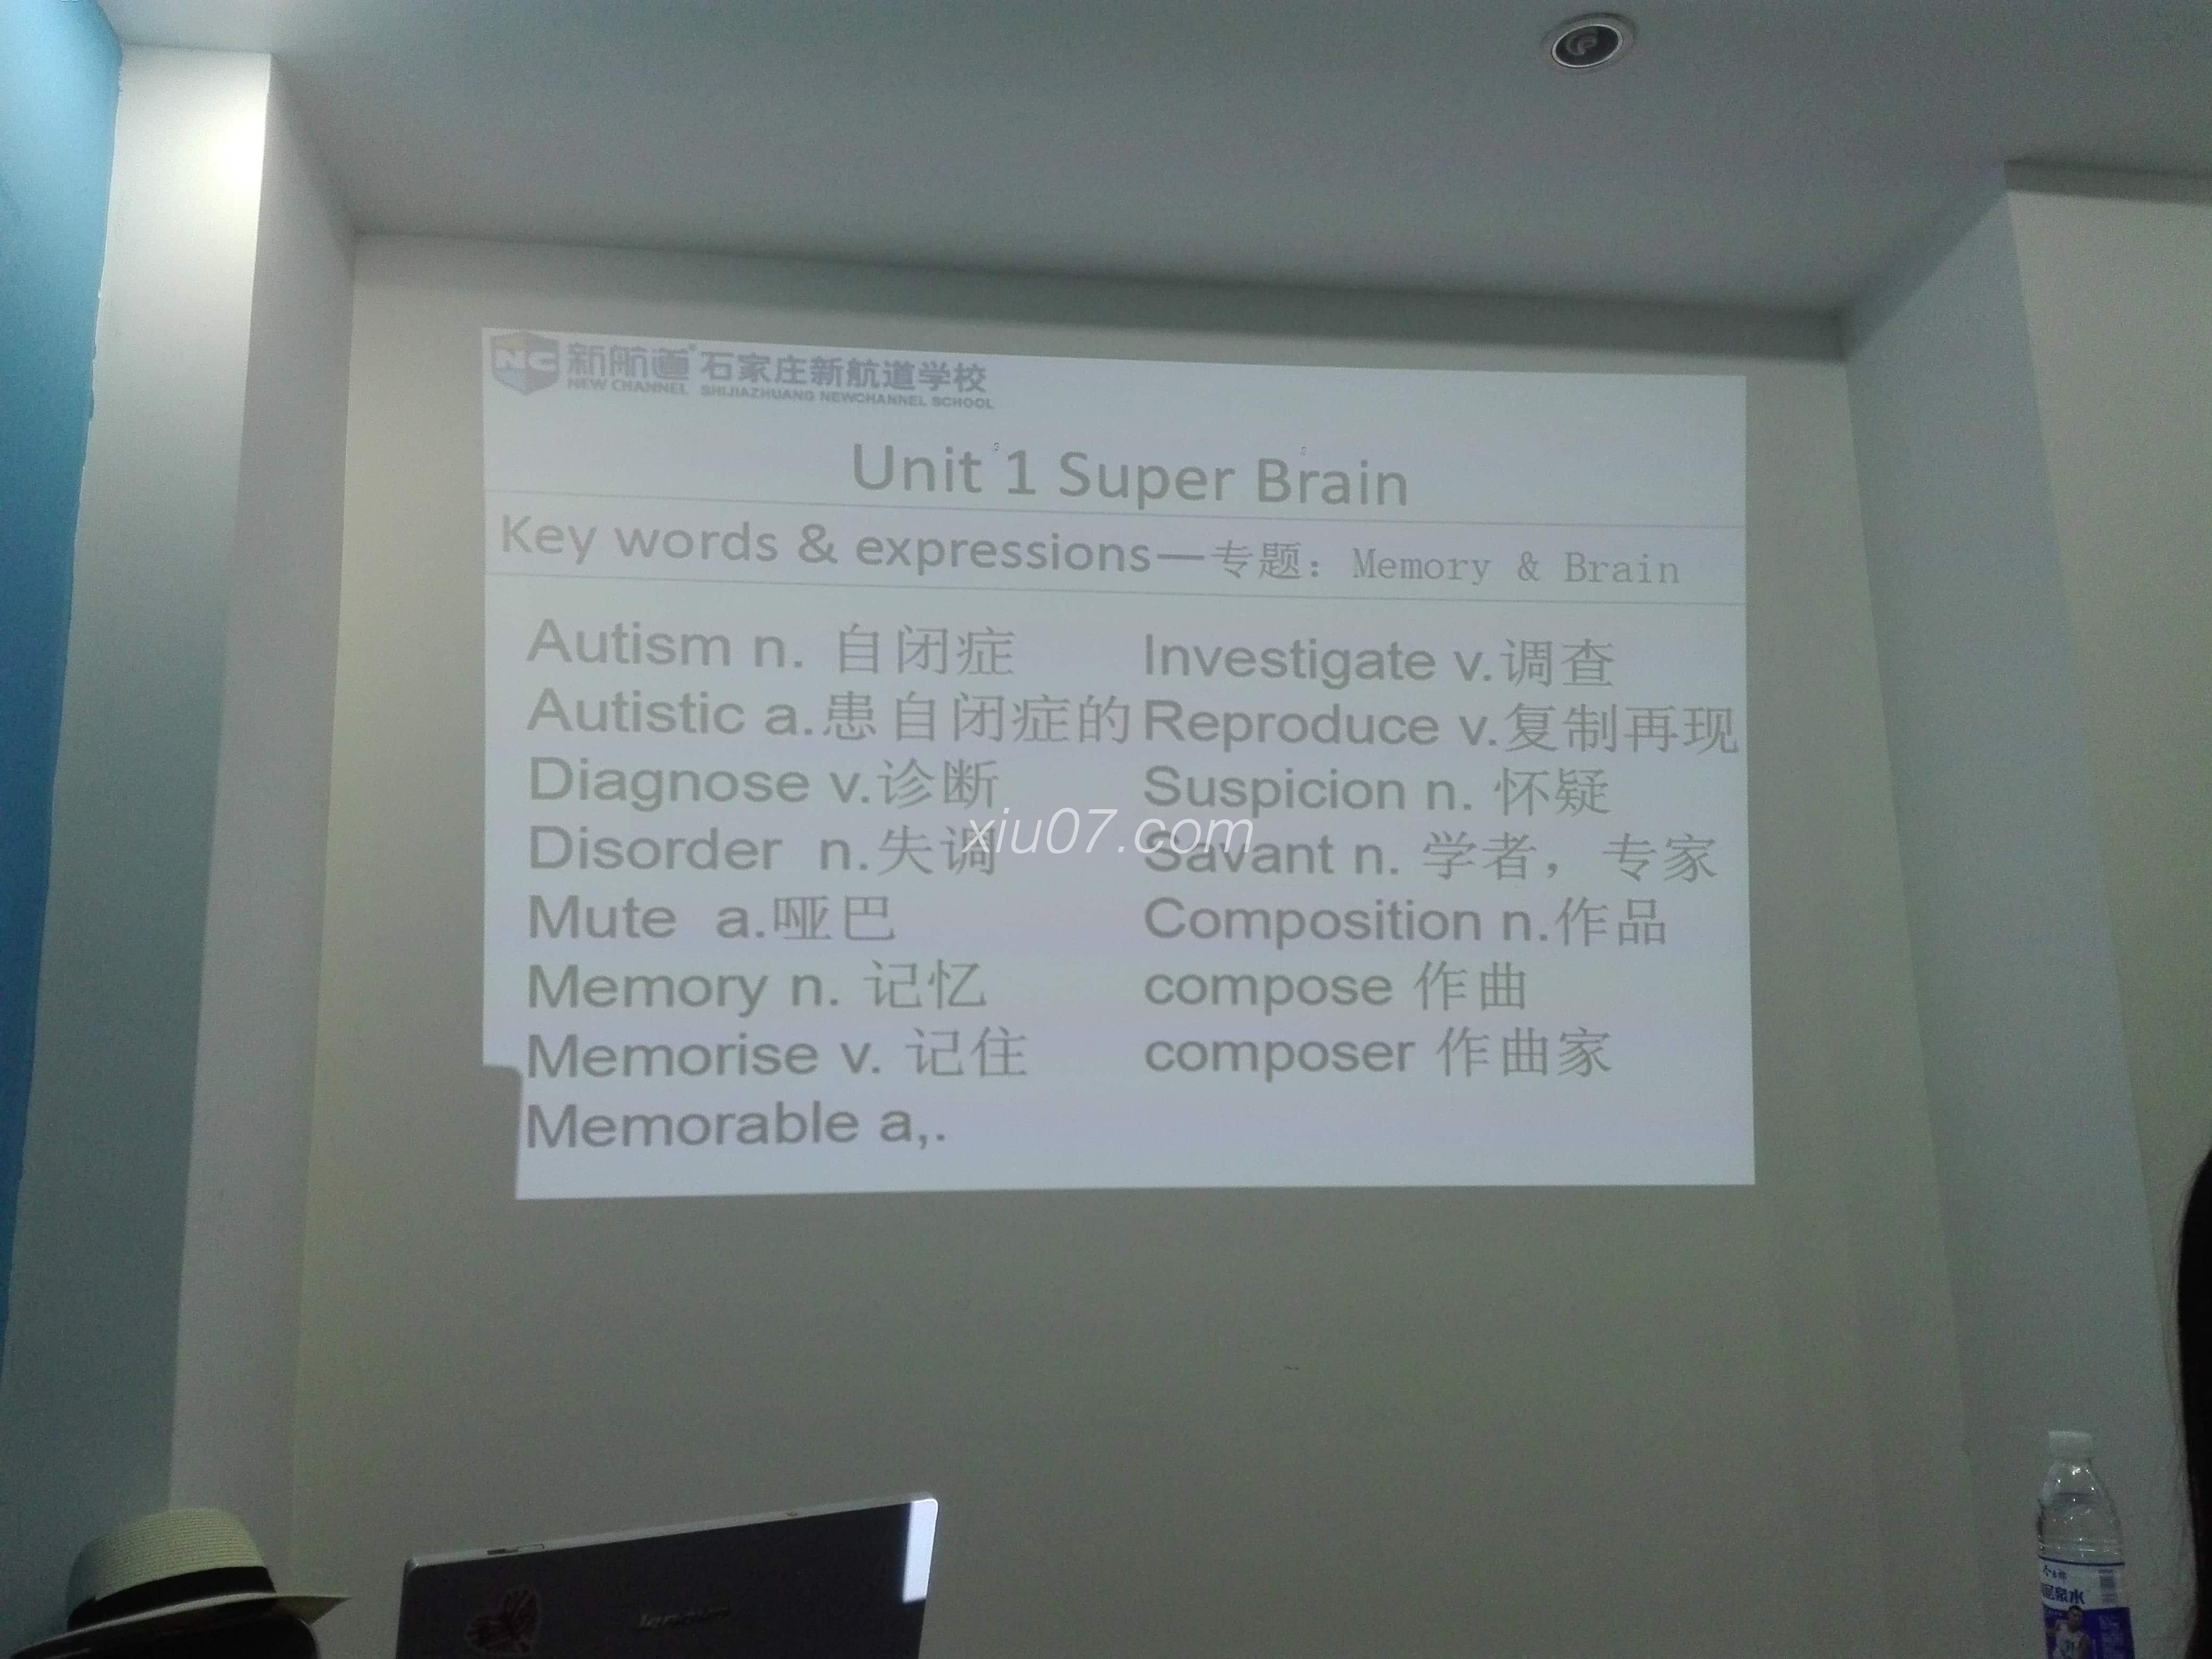 NC 新航道® 石家庄新航道学校
NEW CHANNEL SHIJIAZHUANG NEWCHANNEL SCHOOL
Unit 1 Super Brain
Key words & expressions—专题：Memory & Brain
Autism n. 自闭症
Autistic a.患自闭症的
Diagnose v.诊断
Disorder n.失调
Mute a.哑巴
Memory n. 记忆
Memorise v. 记住
Memorable a,.
Investigate v.调查
Reproduce v.复制再现
Suspicion n. 怀疑
Savant n. 学者，专家
Composition n.作品
compose 作曲
composer 作曲家
xiu07.com
lenovo
泉水